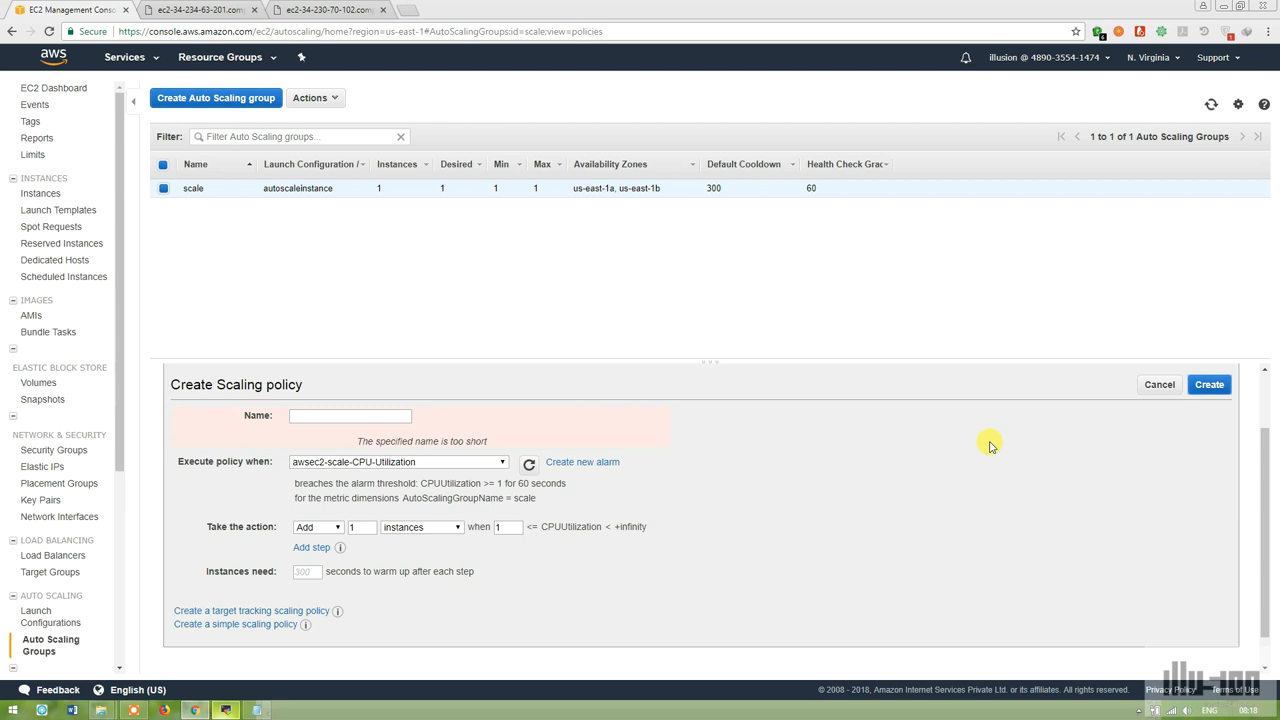 EC2 Management Conso
ec2-34-234-63-201.comp
ec2-34-230-70-102.comp
Secure
https://console.aws.amazon.com/ec2/autoscaling/home?region=us-east-1#AutoScalingGroups:id=scale;view=policies
aws
Services
Resource Groups
illusion @ 4890-3554-1474
N. Virginia
Support
EC2 Dashboard
Events
Tags
Reports
Limits
INSTANCES
Instances
Launch Templates
Spot Requests
Reserved Instances
Dedicated Hosts
Scheduled Instances
IMAGES
AMIs
Bundle Tasks
ELASTIC BLOCK STORE
Volumes
Snapshots
NETWORK & SECURITY
Security Groups
Elastic IPs
Placement Groups
Key Pairs
Network Interfaces
LOAD BALANCING
Load Balancers
Target Groups
AUTO SCALING
Launch
Configurations
Auto Scaling
Groups
Create Auto Scaling group
Actions
Filter:
Filter Auto Scaling groups...
1 to 1 of 1 Auto Scaling Groups
Name Launch Configuration / Instances Desired Min Max Availability Zones Default Cooldown Health Check Grac
scale autoscaleinstance 1 1 1 1 us-east-1a, us-east-1b 300 60
Create Scaling policy
Cancel
Create
Name:
The specified name is too short
Execute policy when: awsec2-scale-CPU-Utilization Create new alarm
breaches the alarm threshold: CPUUtilization >= 1 for 60 seconds
for the metric dimensions AutoScalingGroupName = scale
Take the action: Add 1 instances when 1 <= CPUUtilization < +infinity
Add step
Instances need: 300 seconds to warm up after each step
Create a target tracking scaling policy
Create a simple scaling policy
Feedback
English (US)
© 2008 - 2018, Amazon Internet Services Private Ltd. or its affiliates. All rights reserved.
Privacy Policy
Terms of Use
ENG
08:18